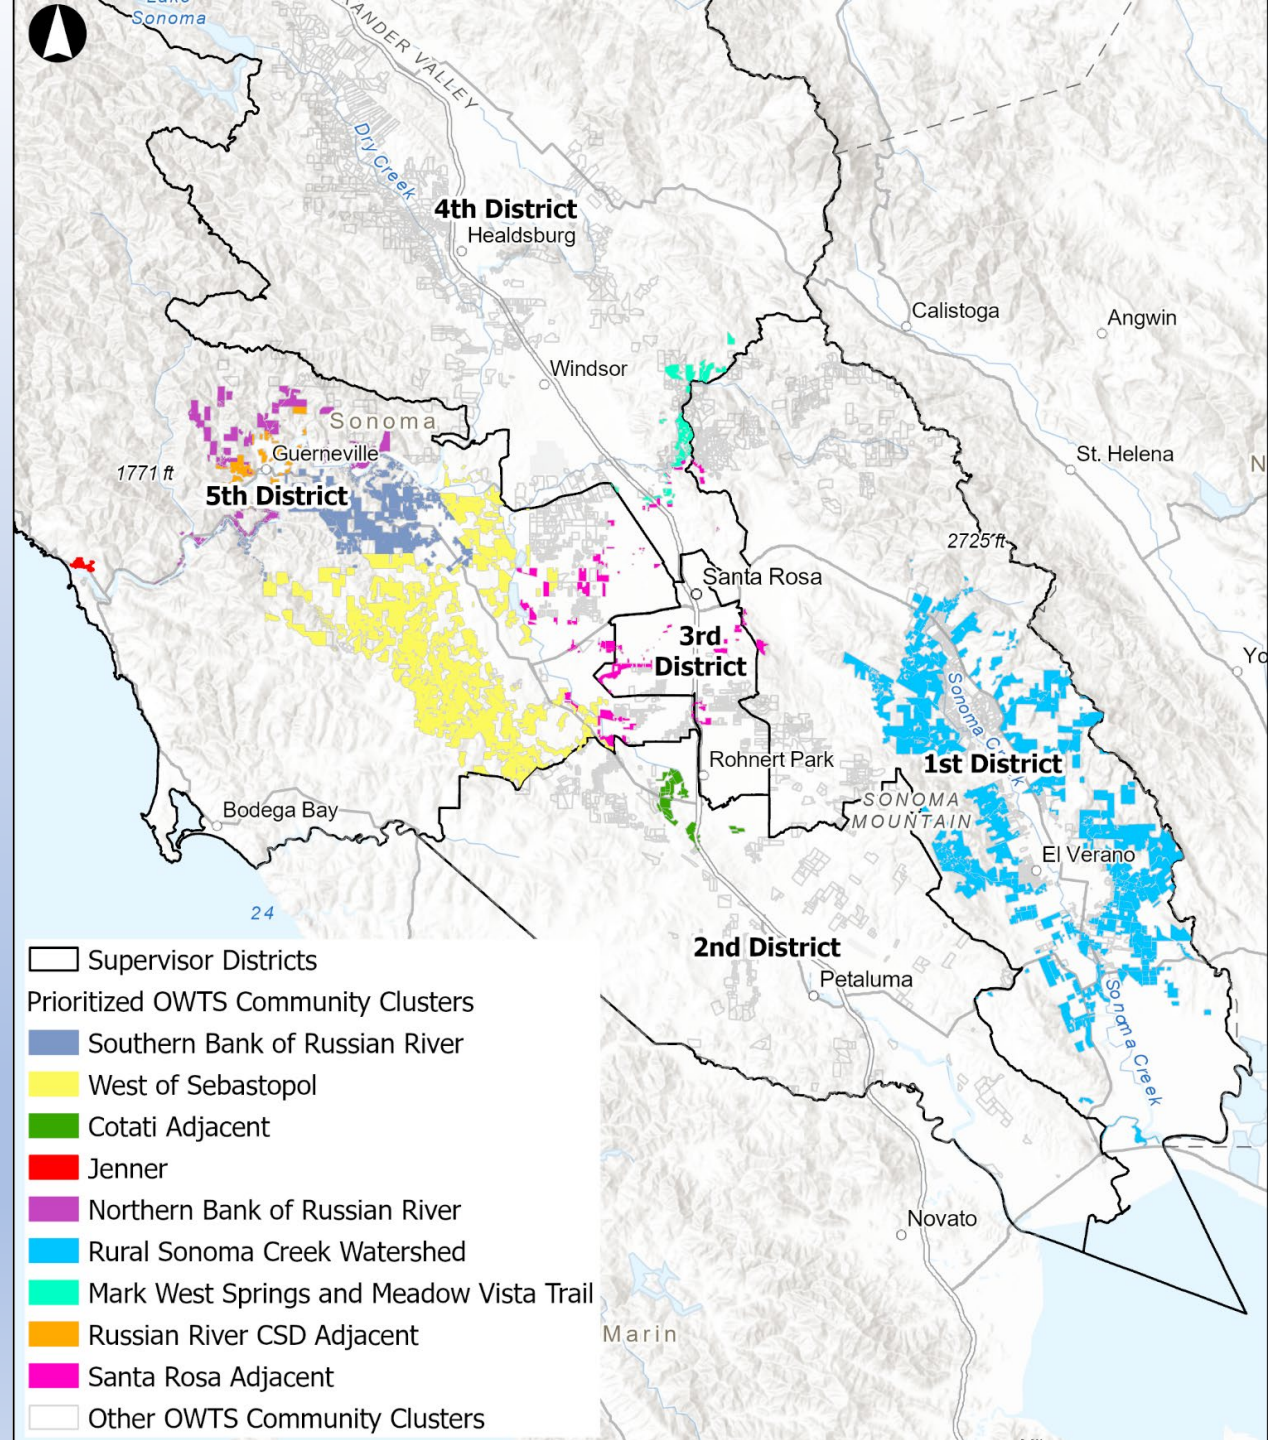 Lake
Sonoma
ANDER VALLEY
Dry Creek
4th District
Healdsburg
Calistoga
Angwin
Windsor
Sonoma
Guerneville
St. Helena
N
1771 ft
5th District
2725 ft
Santa Rosa
3rd
District
Yo
Sonoma Creek
Rohnert Park
1st District
SONOMA
MOUNTAIN
Bodega Bay
El Verano
24
2nd District
Petaluma
Sonoma Creek
Supervisor Districts
Prioritized OWTS Community Clusters
Southern Bank of Russian River
West of Sebastopol
Cotati Adjacent
Jenner
Northern Bank of Russian River
Rural Sonoma Creek Watershed
Mark West Springs and Meadow Vista Trail
Russian River CSD Adjacent
Santa Rosa Adjacent
Other OWTS Community Clusters
Novato
Marin